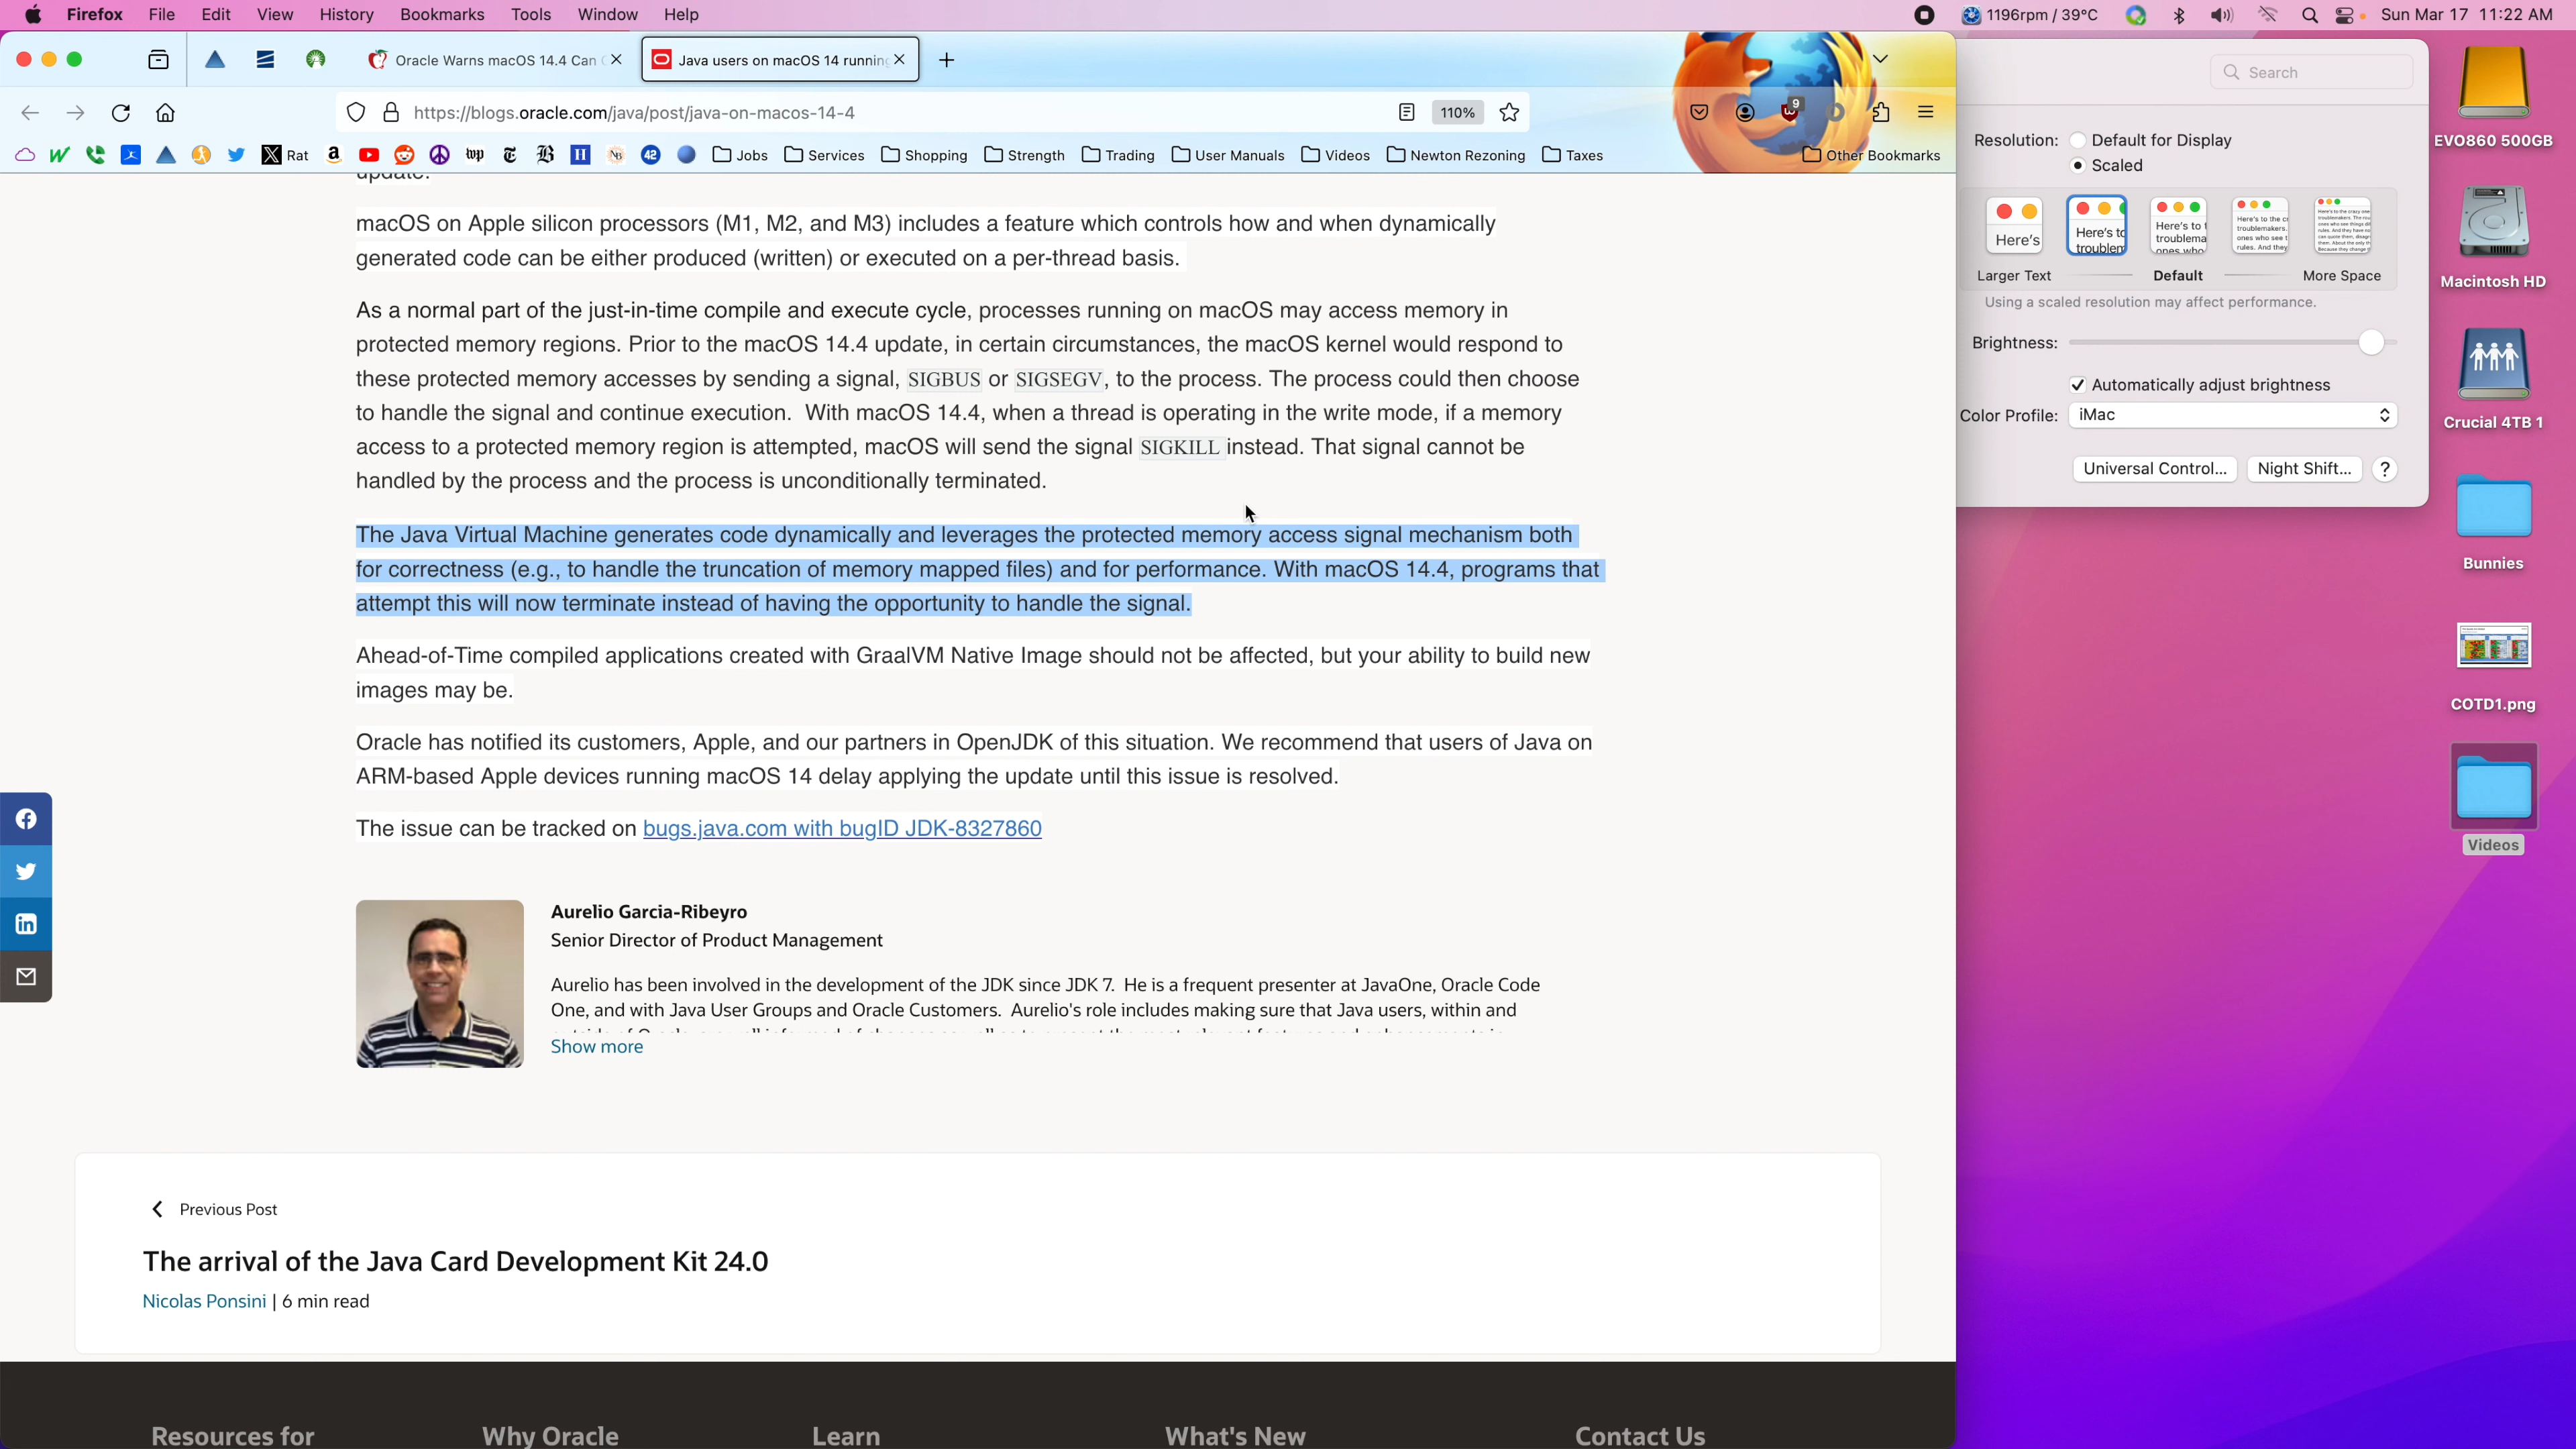 Firefox File Edit View History Bookmarks Tools Window Help
1196rpm / 39°C Sun Mar 17 11:22 AM
Oracle Warns macOS 14.4 Can
Java users on macOS 14 running
https://blogs.oracle.com/java/post/java-on-macos-14-4
110%
9
Rat Jobs Services Shopping Strength Trading User Manuals Videos Newton Rezoning Taxes Other Bookmarks
update.
macOS on Apple silicon processors (M1, M2, and M3) includes a feature which controls how and when dynamically
generated code can be either produced (written) or executed on a per-thread basis.
As a normal part of the just-in-time compile and execute cycle, processes running on macOS may access memory in
protected memory regions. Prior to the macOS 14.4 update, in certain circumstances, the macOS kernel would respond to
these protected memory accesses by sending a signal, SIGBUS or SIGSEGV, to the process. The process could then choose
to handle the signal and continue execution. With macOS 14.4, when a thread is operating in the write mode, if a memory
access to a protected memory region is attempted, macOS will send the signal SIGKILL instead. That signal cannot be
handled by the process and the process is unconditionally terminated.
The Java Virtual Machine generates code dynamically and leverages the protected memory access signal mechanism both
for correctness (e.g., to handle the truncation of memory mapped files) and for performance. With macOS 14.4, programs that
attempt this will now terminate instead of having the opportunity to handle the signal.
Ahead-of-Time compiled applications created with GraalVM Native Image should not be affected, but your ability to build new
images may be.
Oracle has notified its customers, Apple, and our partners in OpenJDK of this situation. We recommend that users of Java on
ARM-based Apple devices running macOS 14 delay applying the update until this issue is resolved.
The issue can be tracked on bugs.java.com with bugID JDK-8327860
Aurelio Garcia-Ribeyro
Senior Director of Product Management
Aurelio has been involved in the development of the JDK since JDK 7. He is a frequent presenter at JavaOne, Oracle Code
One, and with Java User Groups and Oracle Customers. Aurelio's role includes making sure that Java users, within and
Show more
Previous Post
The arrival of the Java Card Development Kit 24.0
Nicolas Ponsini | 6 min read
Resources for Why Oracle Learn What's New Contact Us
Search
Resolution: Default for Display
Scaled
Here's
Here's to
troublem
Here's to
troublema
ones who
Larger Text Default More Space
Using a scaled resolution may affect performance.
Brightness:
Automatically adjust brightness
Color Profile: iMac
Universal Control... Night Shift... ?
EVO860 500GB
Macintosh HD
Crucial 4TB 1
Bunnies
COTD1.png
Videos